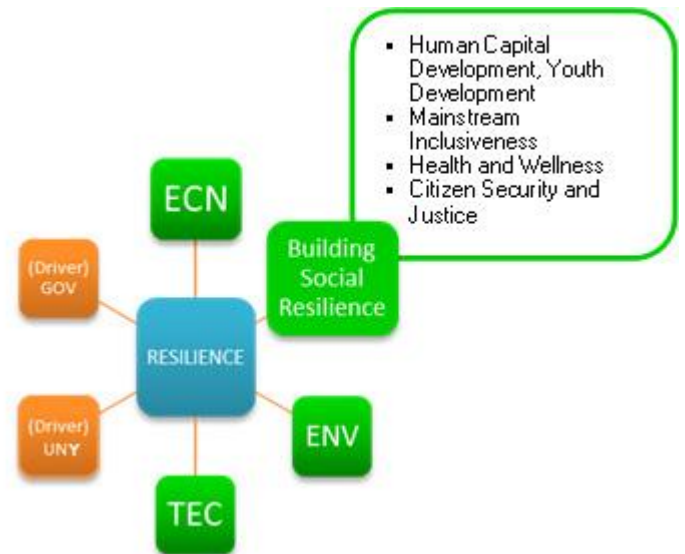 ▪ Human Capital
Development, Youth
Development
▪ Mainstream
Inclusiveness
▪ Health and Wellness
▪ Citizen Security and
Justice
ECN
Building
Social
Resilience
(Driver)
GOV
RESILIENCE
(Driver)
UNY
ENV
TEC